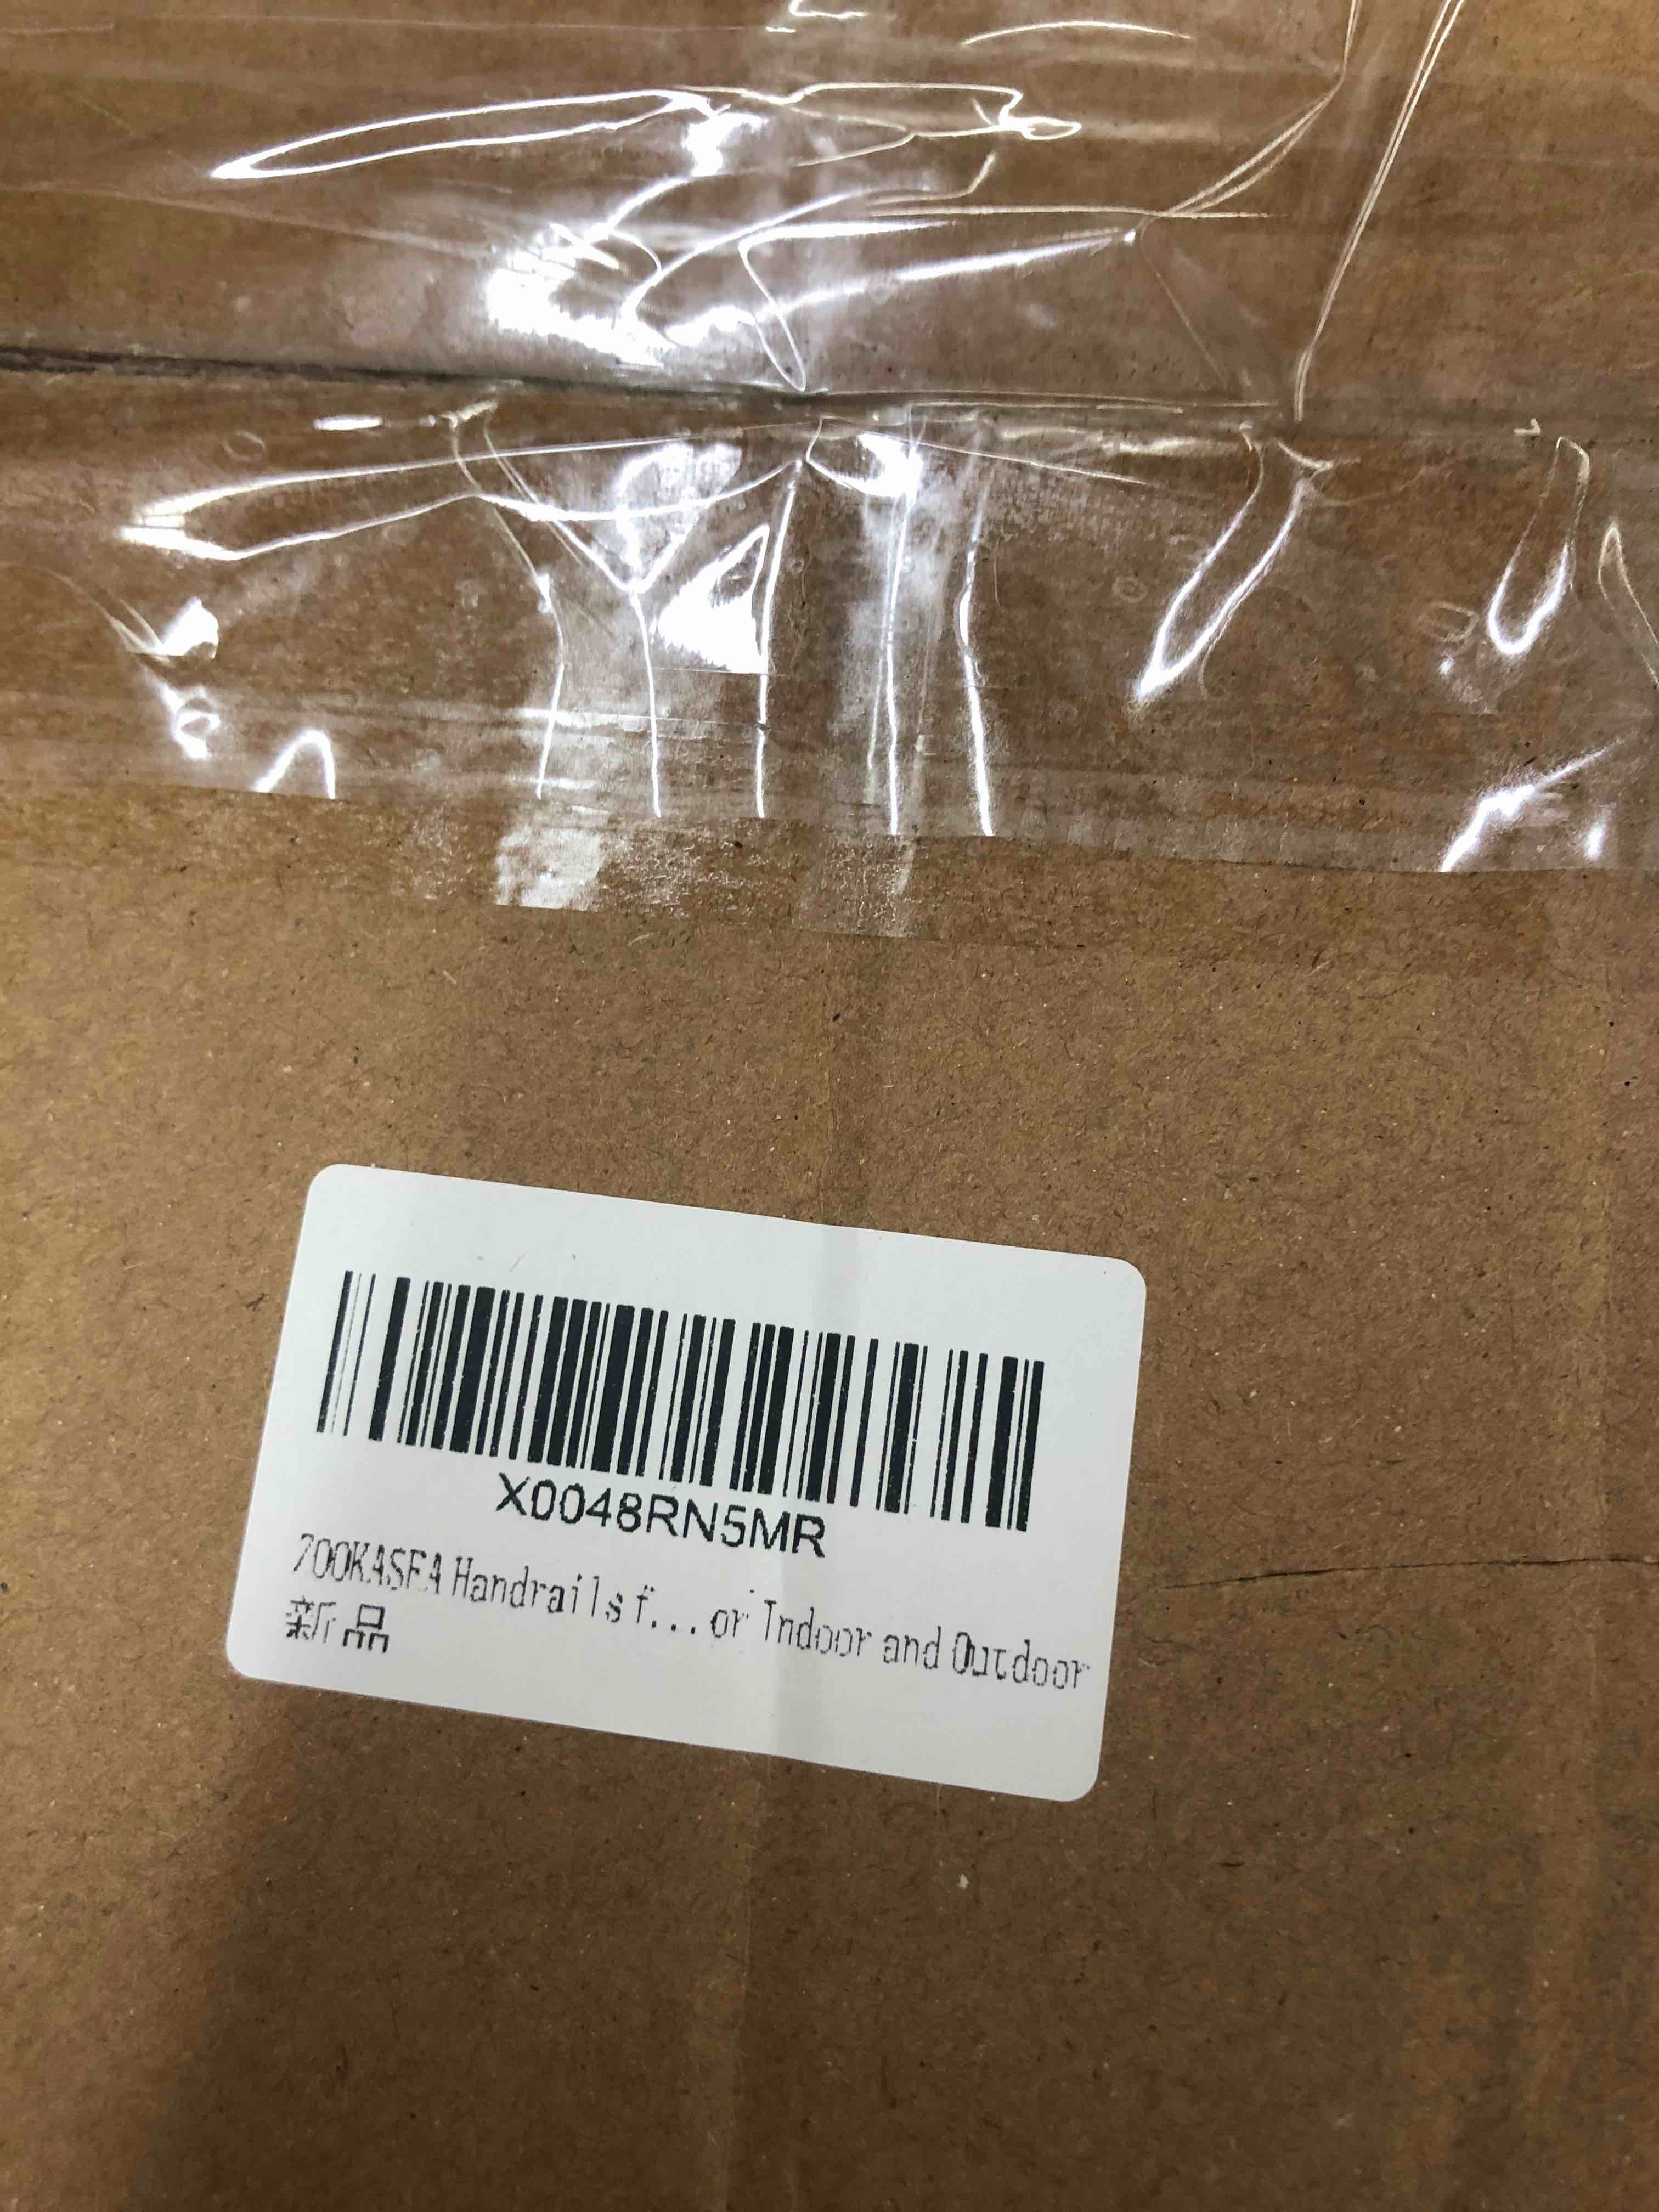 X0048RN5MR
ZOOKASEA Handrails f...or Indoor and Outdoor
新品